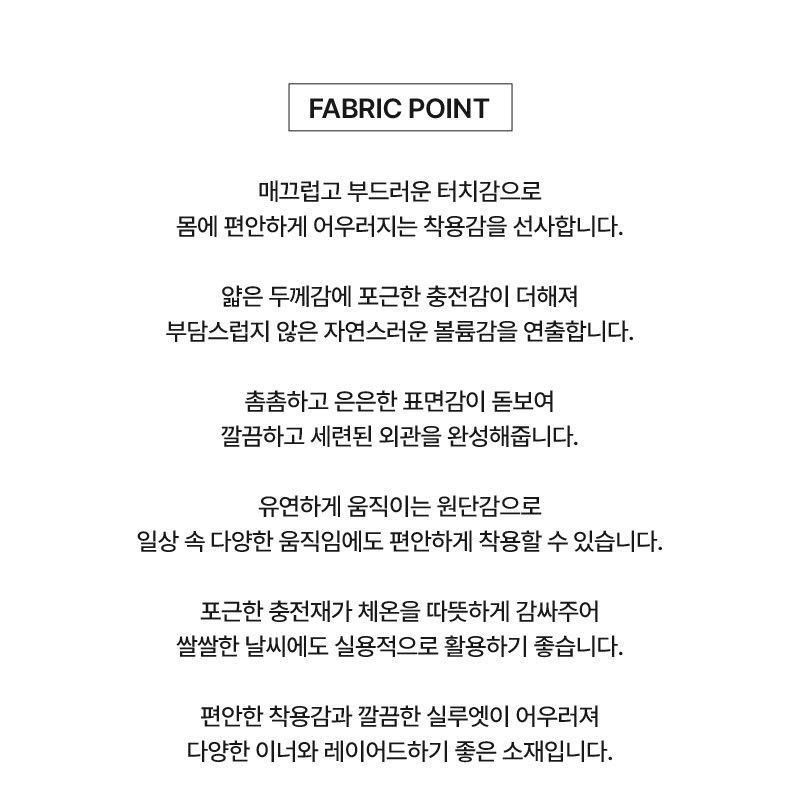 FABRIC POINT
매끄럽고 부드러운 터치감으로
몸에 편안하게 어우러지는 착용감을 선사합니다.
얇은 두께감에 포근한 충전감이 더해져
부담스럽지 않은 자연스러운 볼륨감을 연출합니다.
촘촘하고 은은한 표면감이 돋보여
깔끔하고 세련된 외관을 완성해줍니다.
유연하게 움직이는 원단감으로
일상 속 다양한 움직임에도 편안하게 착용할 수 있습니다.
포근한 충전재가 체온을 따뜻하게 감싸주어
쌀쌀한 날씨에도 실용적으로 활용하기 좋습니다.
편안한 착용감과 깔끔한 실루엣이 어우러져
다양한 이너와 레이어드하기 좋은 소재입니다.